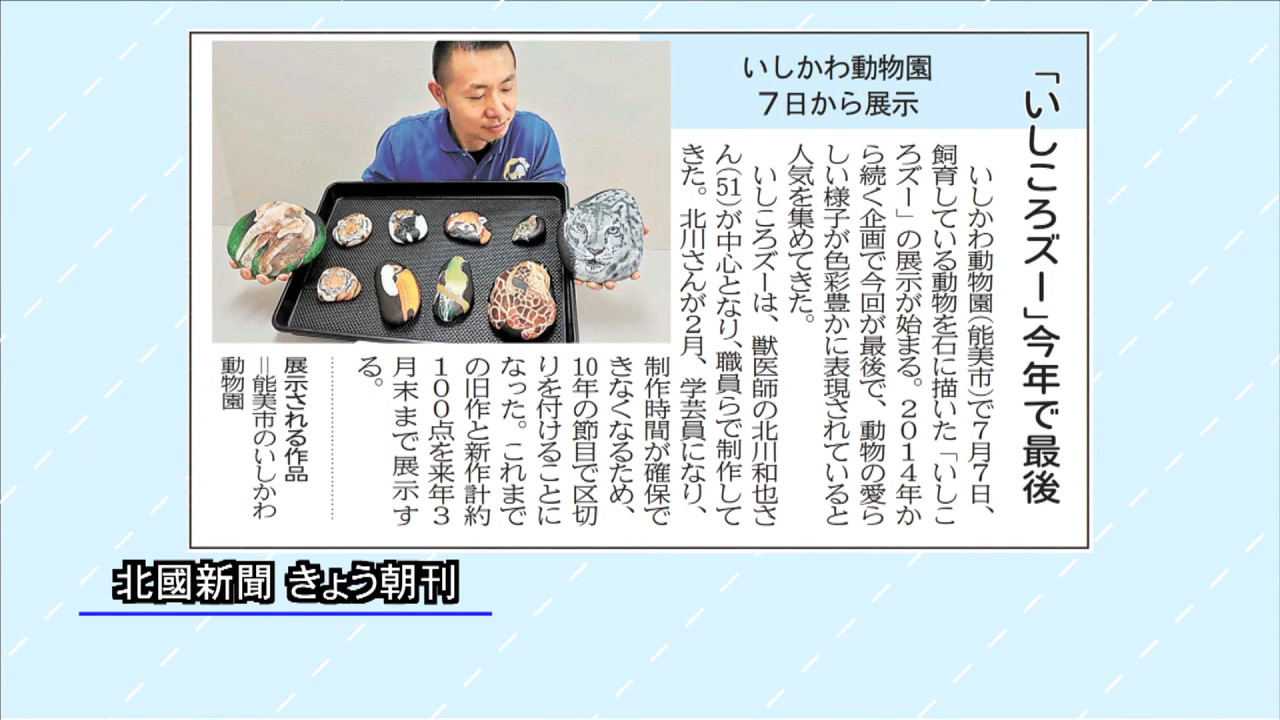 「いしころズー」今年で最後
いしかわ動物園
７日から展示
いしかわ動物園（能美市）で７月７日、
飼育している動物を石に描いた「いしこ
ろズー」の展示が始まる。２０１４年か
ら続く企画で今回が最後で、動物の愛ら
しい様子が色彩豊かに表現されていると
人気を集めてきた。
いしころズーは、獣医師の北川和也さ
ん（51）が中心となり、職員らで制作して
きた。北川さんが２月、学芸員になり、
制作時間が確保で
きなくなるため、
10年の節目で区切
りを付けることに
なった。これまで
の旧作と新作計約
１００点を来年３
月末まで展示す
る。
展示される作品
＝能美市のいしかわ
動物園
北國新聞 きょう朝刊